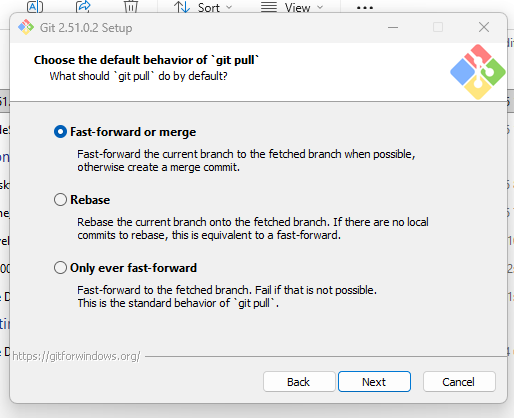 Sort
View
Git 2.51.0.2 Setup
Choose the default behavior of `git pull`
What should `git pull` do by default?
Fast-forward or merge
Fast-forward the current branch to the fetched branch when possible,
otherwise create a merge commit.
Rebase
Rebase the current branch onto the fetched branch. If there are no local
commits to rebase, this is equivalent to a fast-forward.
Only ever fast-forward
Fast-forward to the fetched branch. Fail if that is not possible.
This is the standard behavior of `git pull`.
https://gitforwindows.org/
Back
Next
Cancel